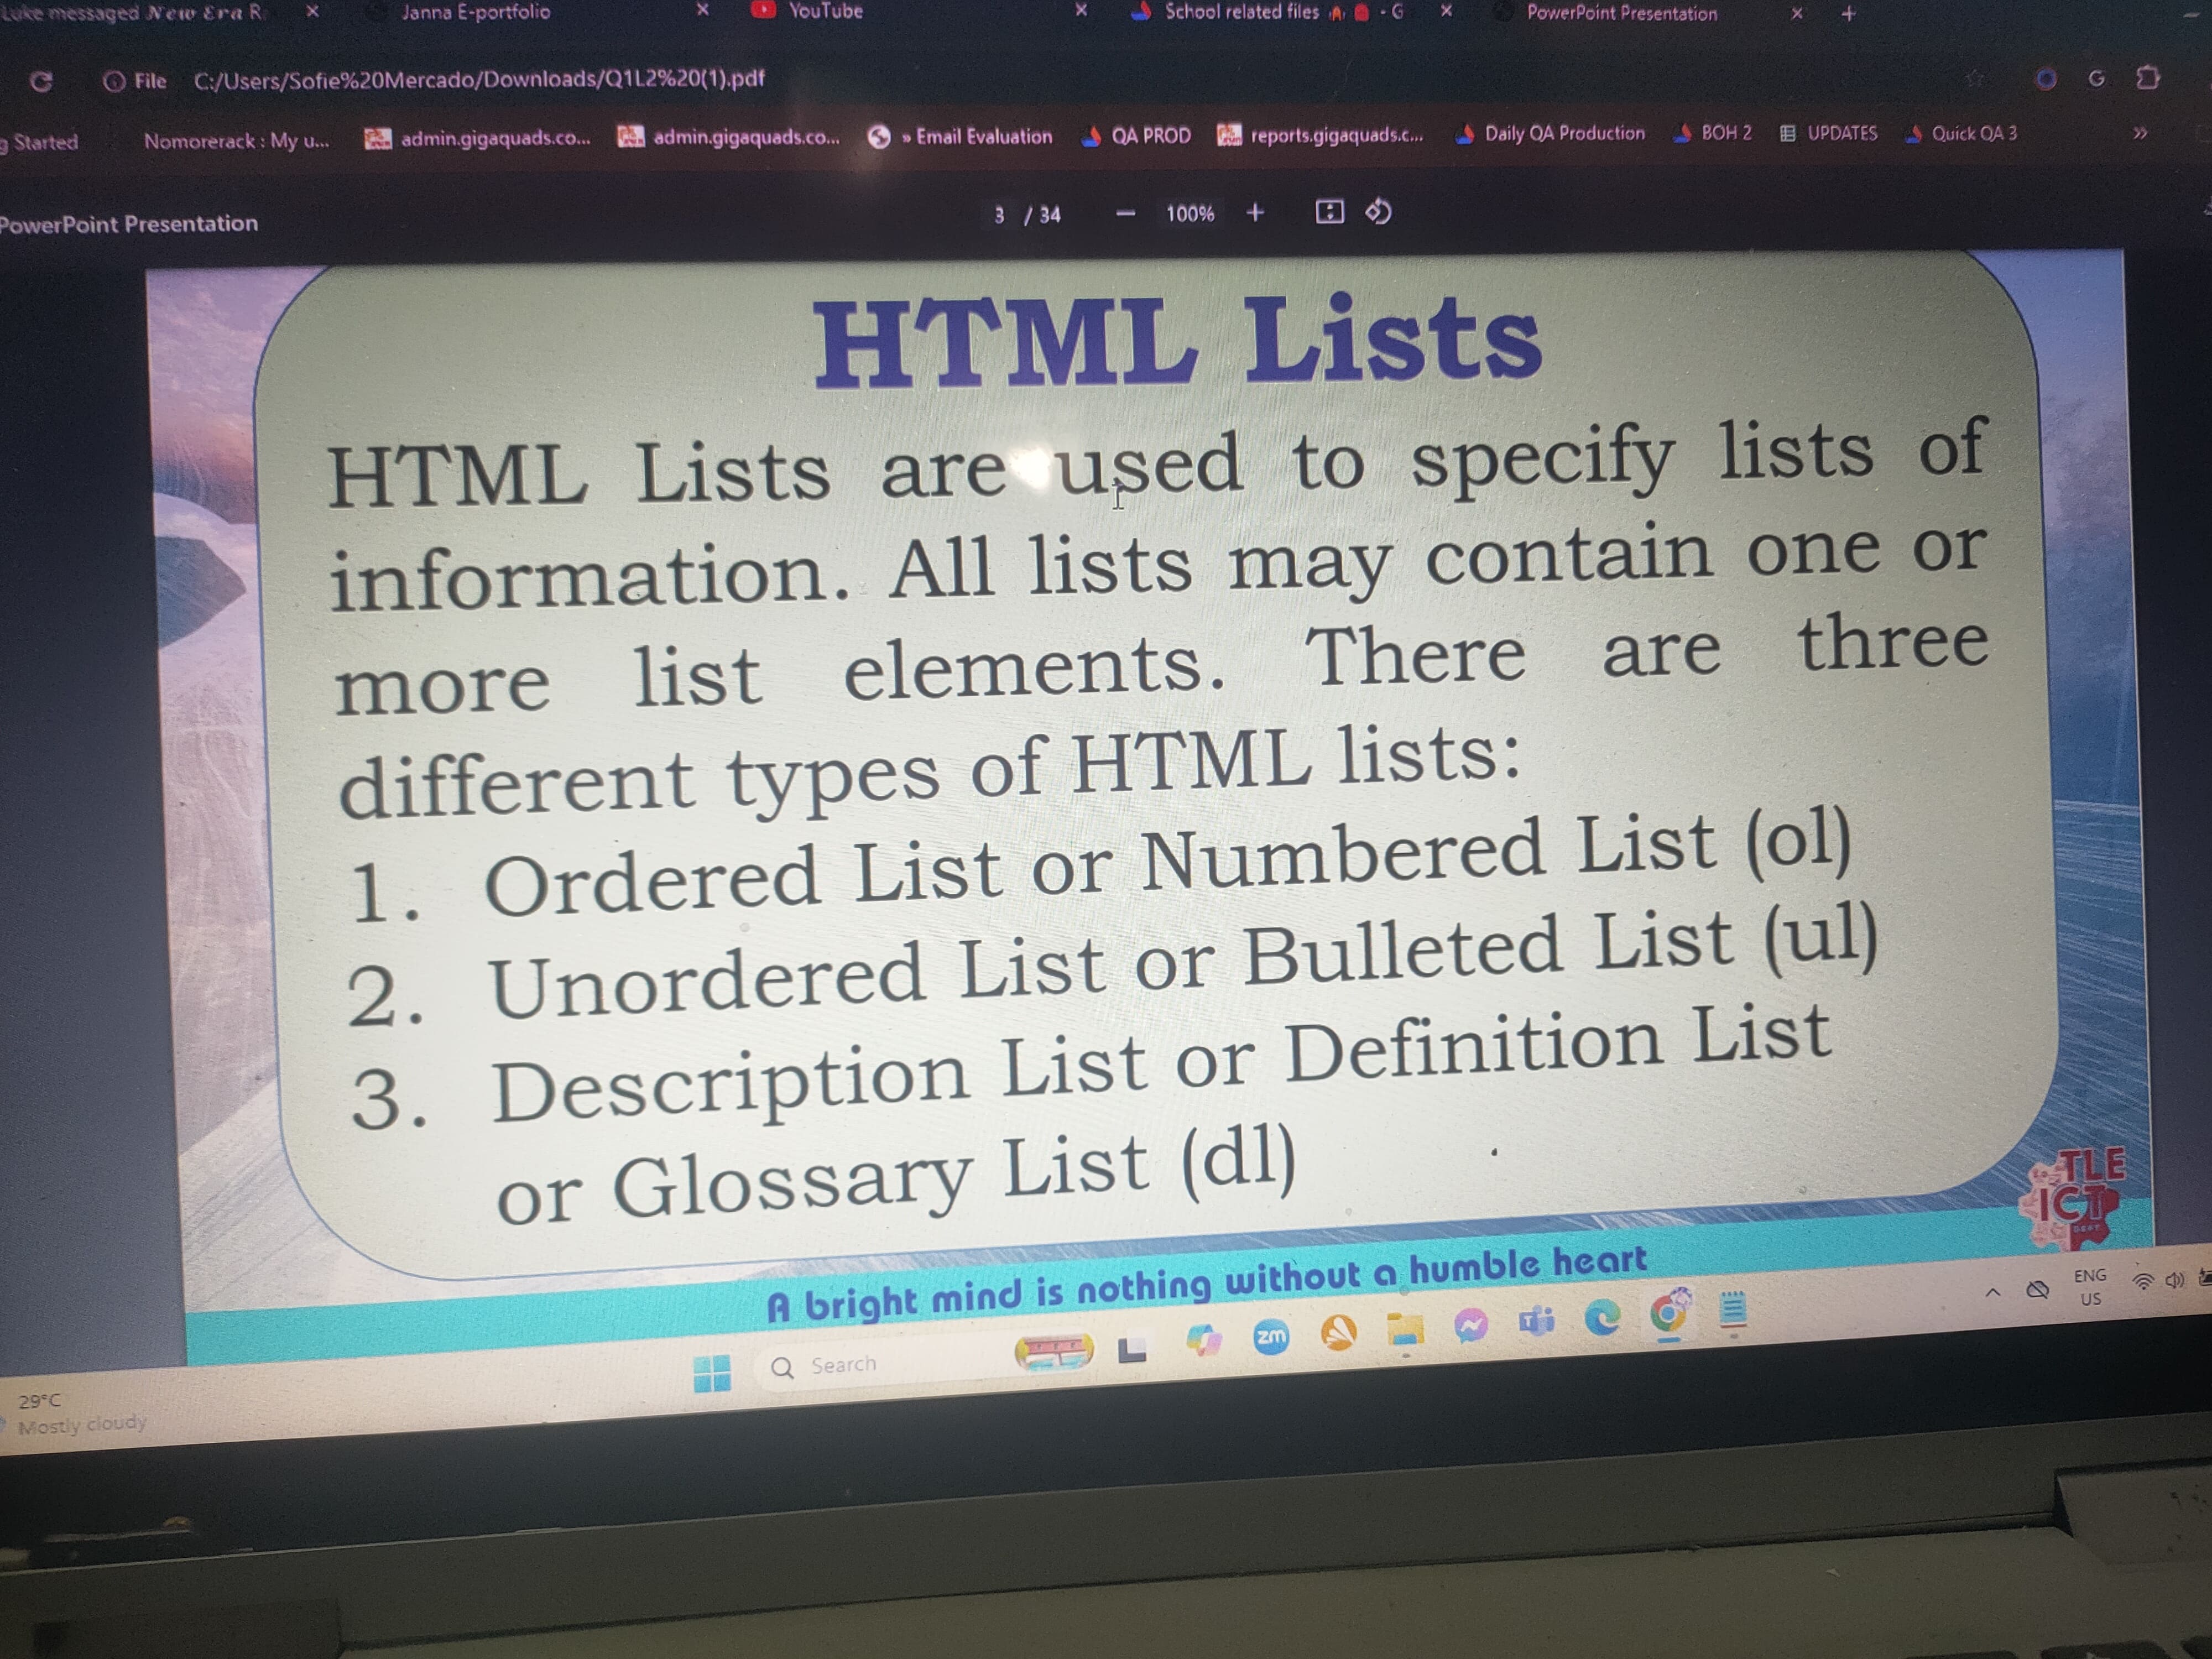 Luke messaged New Era R
Janna E-portfolio
YouTube
School related files
- G
PowerPoint Presentation
File C:/Users/Sofie%20Mercado/Downloads/Q1L2%20(1).pdf
g Started
Nomorerack : My u...
admin.gigaquads.co...
admin.gigaquads.co...
» Email Evaluation
QA PROD
reports.gigaquads.c...
Daily QA Production
BOH 2
UPDATES
Quick QA 3
»
PowerPoint Presentation
3 / 34
100%
HTML Lists
HTML Lists are used to specify lists of
information. All lists may contain one or
more list elements. There are three
different types of HTML lists:
1. Ordered List or Numbered List (ol)
2. Unordered List or Bulleted List (ul)
3. Description List or Definition List
or Glossary List (dl)
TLE
ICT
A bright mind is nothing without a humble heart
Search
zm
ENG
US
29°C
Mostly cloudy